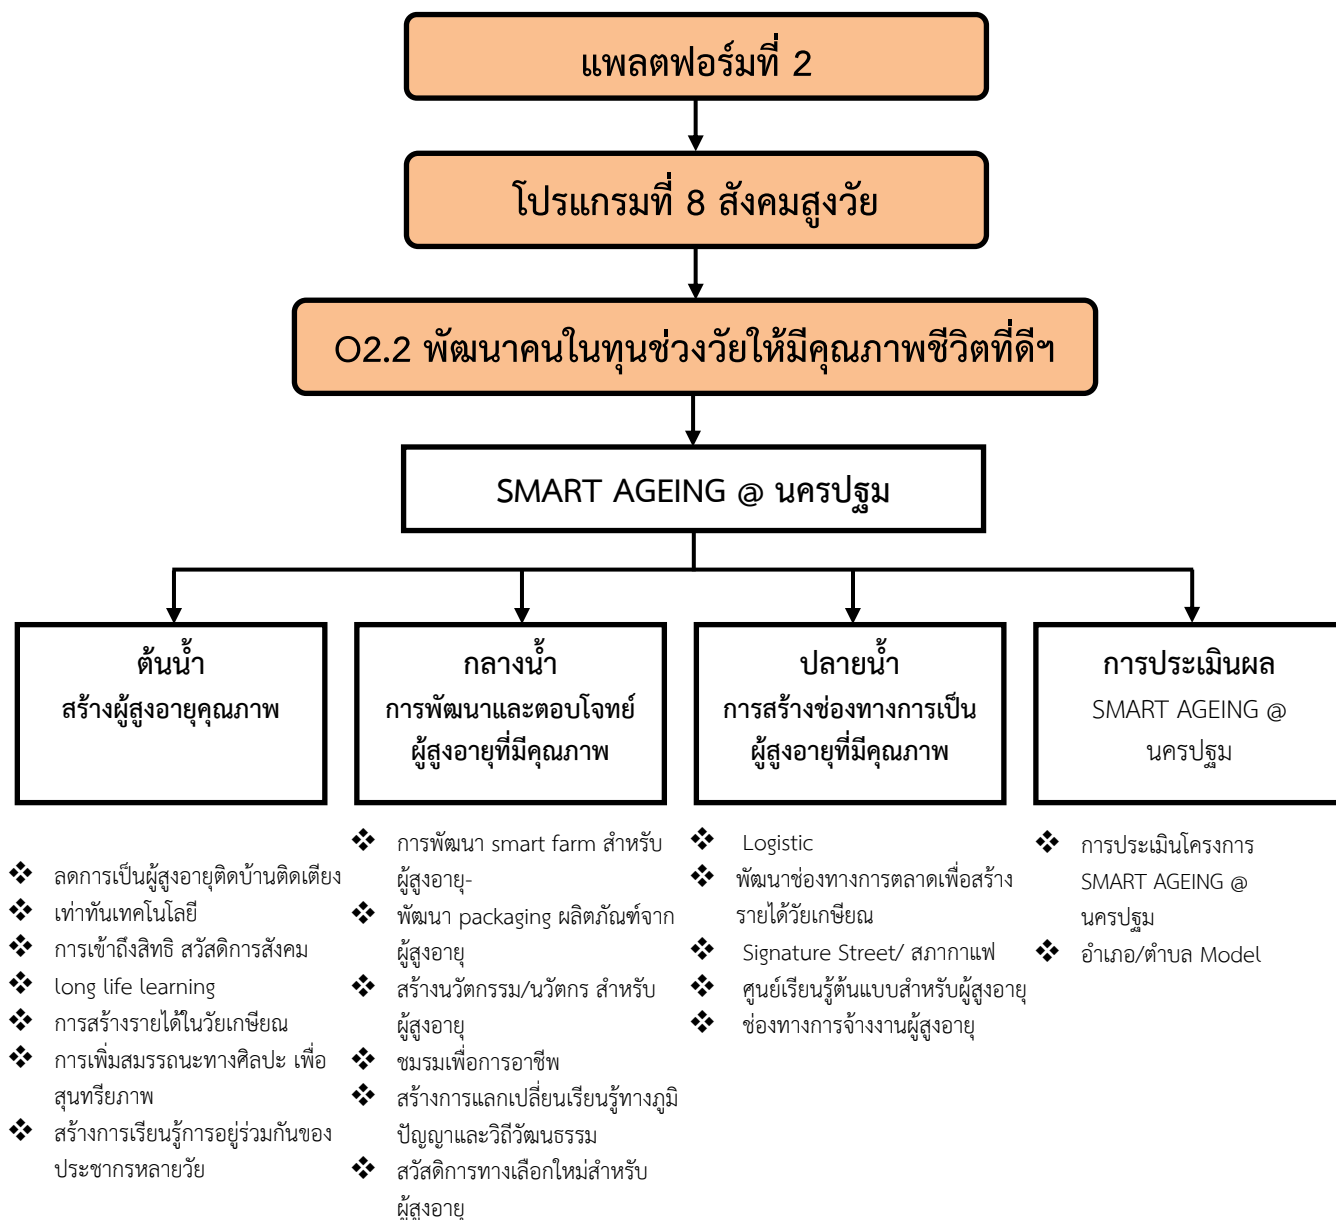 แพลตฟอร์มที่ 2
โปรแกรมที่ 8 สังคมสูงวัย
O2.2 พัฒนาคนในทุนช่วงวัยให้มีคุณภาพชีวิตที่ดีฯ
SMART AGEING @ นครปฐม
ต้นน้ำ
สร้างผู้สูงอายุคุณภาพ
❖ ลดการเป็นผู้สูงอายุติดบ้านติดเตียง
❖ เท่าทันเทคโนโลยี
❖ การเข้าถึงสิทธิ สวัสดิการสังคม
❖ long life learning
❖ การสร้างรายได้ในวัยเกษียณ
❖ การเพิ่มสมรรถนะทางศิลปะ เพื่อ
สุนทรียภาพ
❖ สร้างการเรียนรู้การอยู่ร่วมกันของ
ประชากรหลายวัย
กลางน้ำ
การพัฒนาและตอบโจทย์
ผู้สูงอายุที่มีคุณภาพ
❖ การพัฒนา smart farm สำหรับ
ผู้สูงอายุ-
❖ พัฒนา packaging ผลิตภัณฑ์จาก
ผู้สูงอายุ
❖ สร้างนวัตกรรม/นวัตกร สำหรับ
ผู้สูงอายุ
❖ ชมรมเพื่อการอาชีพ
❖ สร้างการแลกเปลี่ยนเรียนรู้ทางภูมิ
ปัญญาและวิถีวัฒนธรรม
❖ สวัสดิการทางเลือกใหม่สำหรับ
ผู้สูงอายุ
ปลายน้ำ
การสร้างช่องทางการเป็น
ผู้สูงอายุที่มีคุณภาพ
❖ Logistic
❖ พัฒนาช่องทางการตลาดเพื่อสร้าง
รายได้วัยเกษียณ
❖ Signature Street/ สภากาแฟ
❖ ศูนย์เรียนรู้ต้นแบบสำหรับผู้สูงอายุ
❖ ช่องทางการจ้างงานผู้สูงอายุ
การประเมินผล
SMART AGEING @
นครปฐม
❖ การประเมินโครงการ
SMART AGEING @
นครปฐม
❖ อำเภอ/ตำบล Model